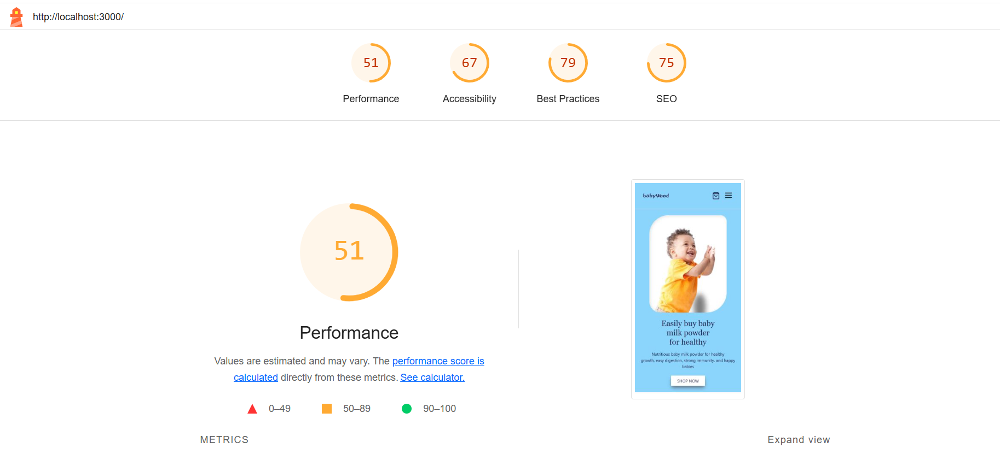 http://localhost:3000/
51
67
79
75
Performance
Accessibility
Best Practices
SEO
51
Performance
Values are estimated and may vary. The performance score is
calculated directly from these metrics. See calculator.
0–49
50–89
90–100
babyWood
Easily buy baby
milk powder
for healthy
Nutritious baby milk powder for healthy
growth, easy digestion, strong immunity, and happy
babies
SHOP NOW
METRICS
Expand view